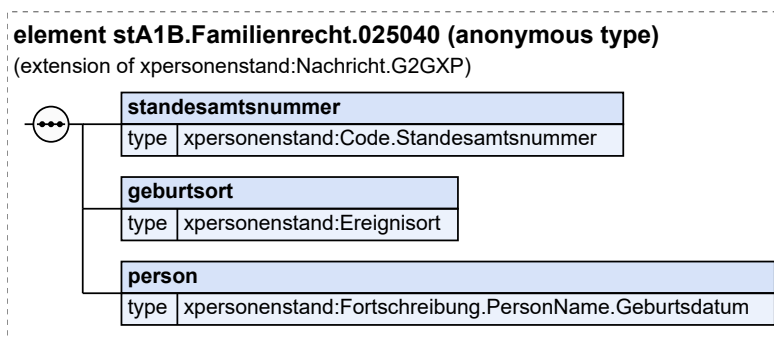 element stA1B.Familienrecht.025040 (anonymous type)
(extension of xpersonenstand:Nachricht.G2GXP)
standesamtsnummer
type xpersonenstand:Code.Standesamtsnummer
geburtsort
type xpersonenstand:Ereignisort
person
type xpersonenstand:Fortschreibung.PersonName.Geburtsdatum